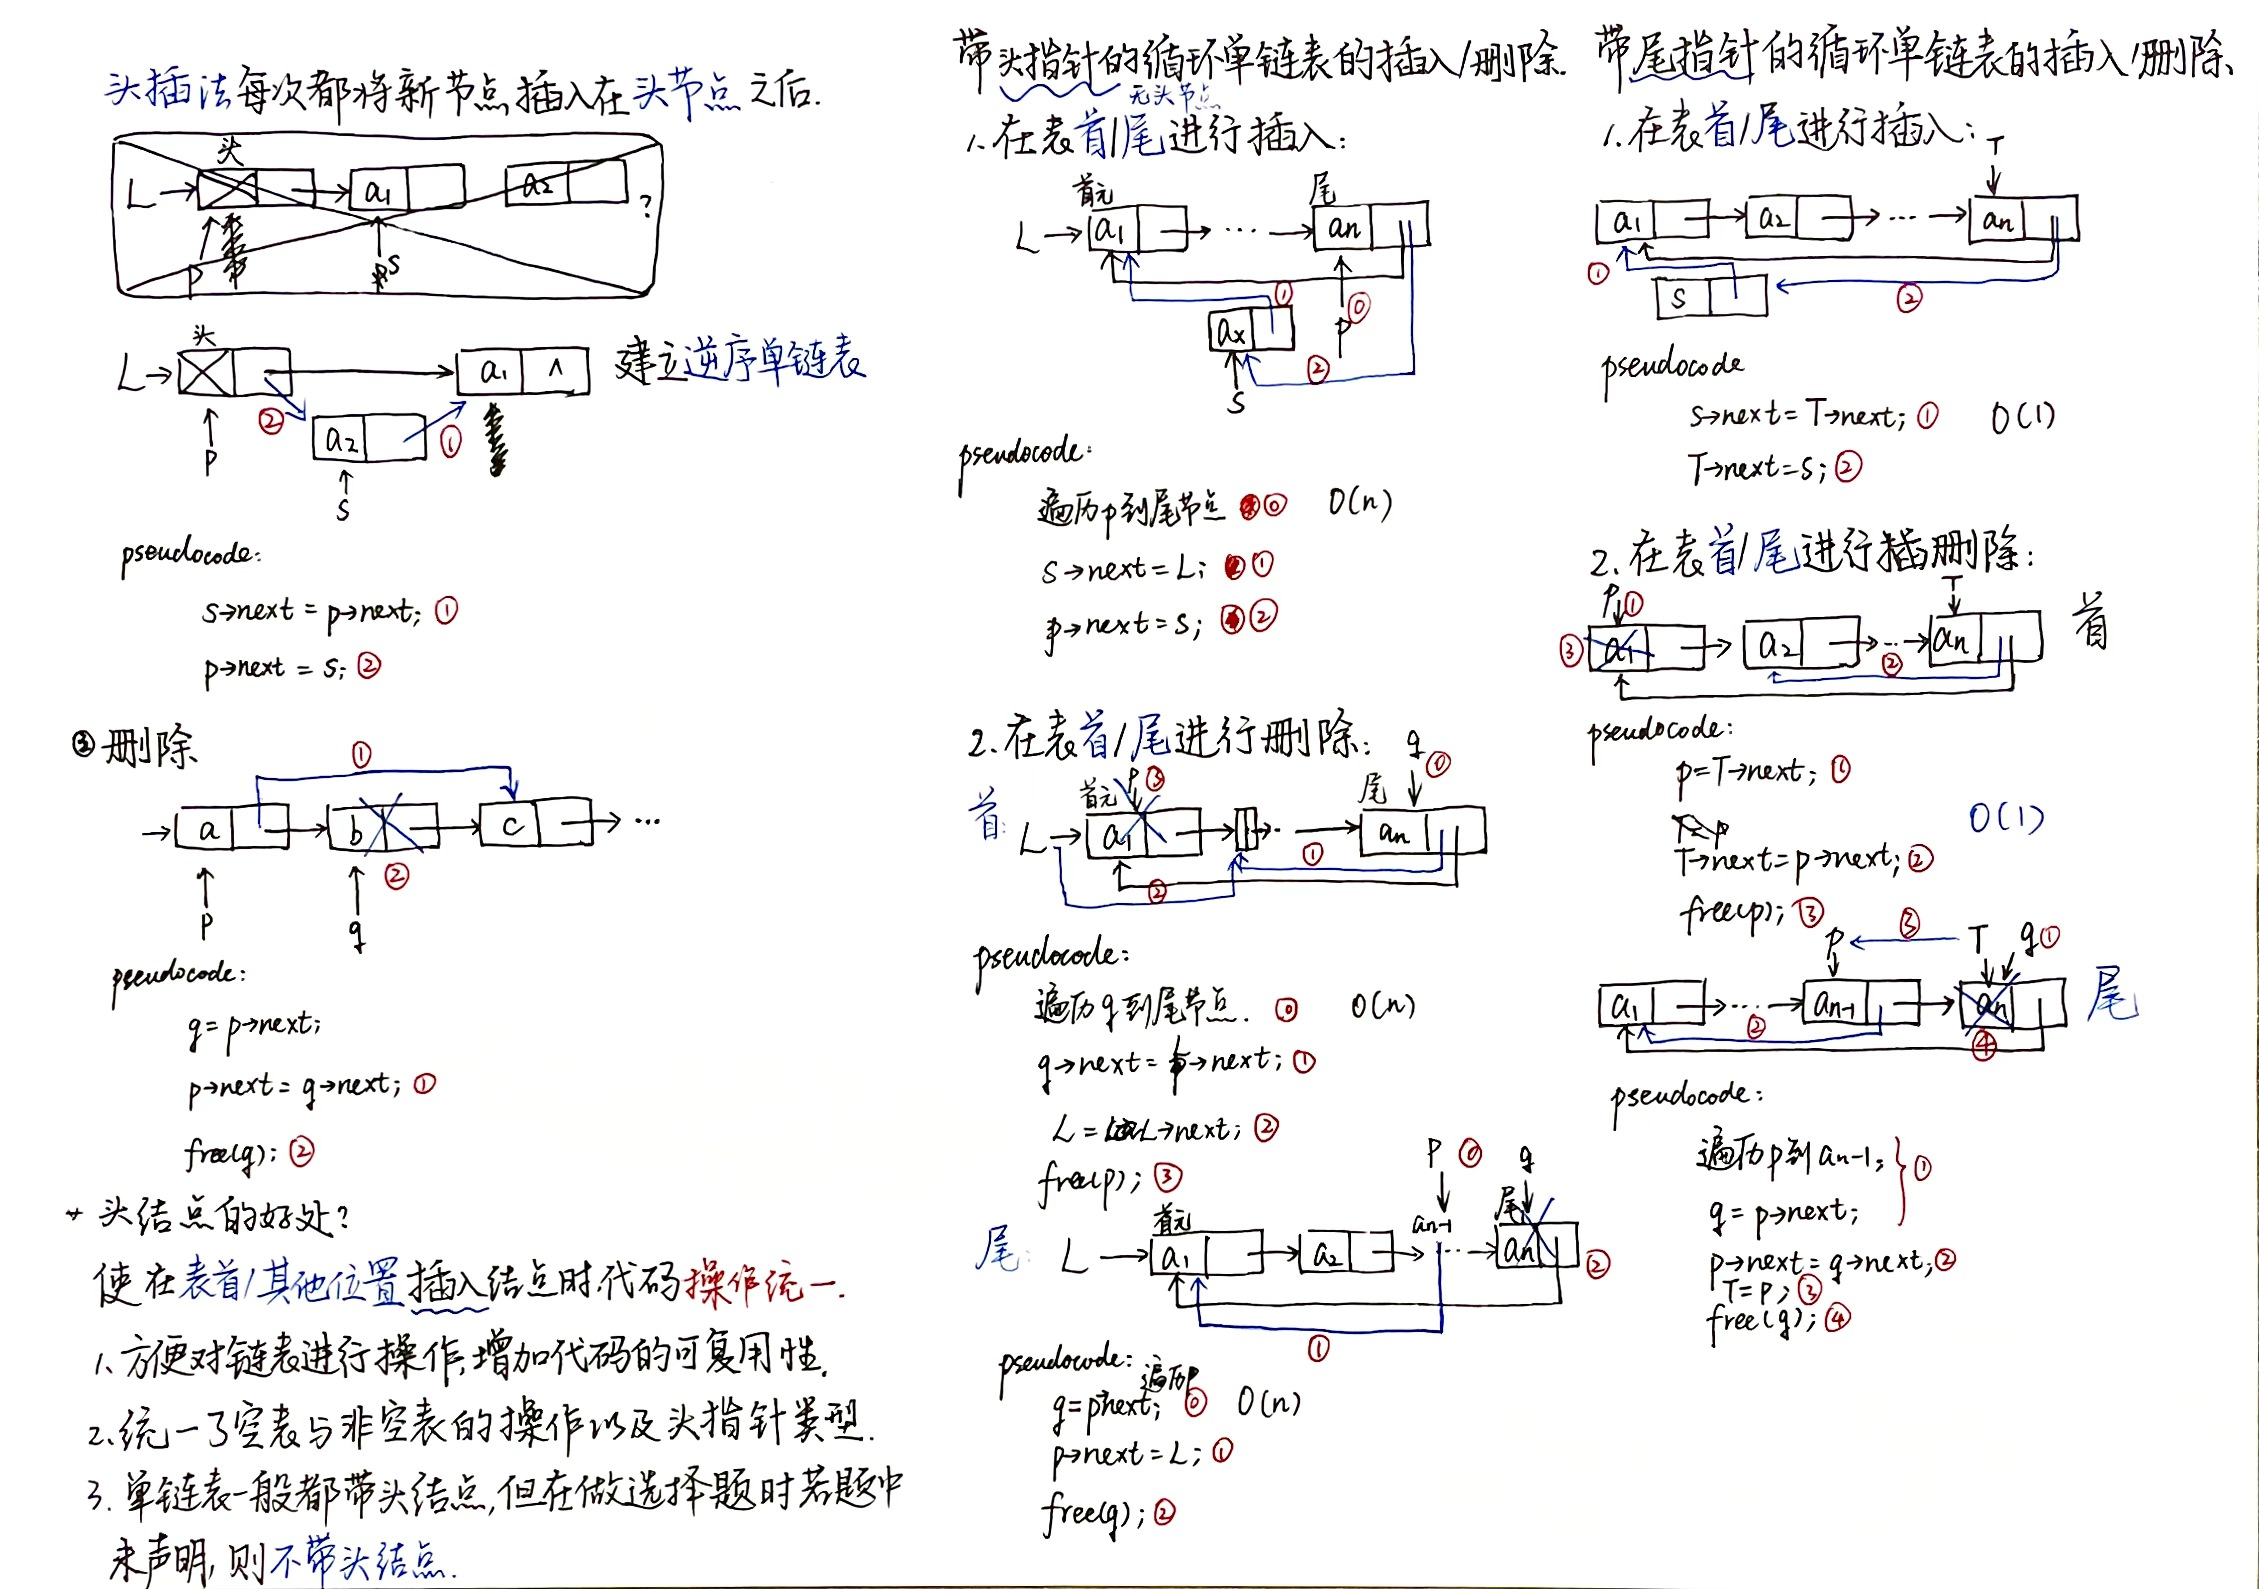 头插法每次都将新节点插入在头节点之后.
头
L→ a1 a2 ?
p s
头
L→ a1 ∧ 建立逆序单链表
② a2 ①
p
s
pseudocode:
s→next = p→next; ①
p→next = s; ②
③ 删除
①
→ a b c → …
②
p q
pseudocode:
q = p→next;
p→next = q→next; ①
free(q); ②
头结点的好处?
使在表首/其他位置插入结点时代码操作统一.
1.方便对链表进行操作,增加代码的可复用性.
2.统一了空表与非空表的操作以及头指针类型.
3.单链表一般都带头结点,但在做选择题时若题中
未声明,则不带头结点.
带头指针的循环单链表的插入/删除.
无头节点
1.在表首/尾进行插入:
首元 尾
L→ a1 → … → an
① ⓪
ax p
②
s
pseudocode:
遍历p到尾节点 ⓪ O(n)
s→next = L; ①
p→next = s; ②
2.在表首/尾进行删除: q ⓪
首: 首元 p ③ 尾
L→ a1 → … → an
① ②
pseudocode:
遍历q到尾节点. ⓪ O(n)
q→next = p→next; ①
L = L→next; ②
free(p); ③
p ⓪ q
尾: 首元 an-1 尾
L → a1 → a2 → … → an ②
①
pseudocode: 遍历p
q=p→next; ⓪ O(n)
p→next = L; ①
free(q); ②
带尾指针的循环单链表的插入/删除.
1.在表首/尾进行插入: T
a1 → a2 → … → an
① s ②
pseudocode
s→next = T→next; ① O(1)
T→next=s; ②
2.在表首/尾进行删除:
p ① T
③ a1 → a2 → … → an 首
②
pseudocode:
p=T→next; ①
O(1)
T→next=p→next; ②
free(p); ③
p ③ T q ①
a1 → … → an-1 → an 尾
② ④
pseudocode:
遍历p到an-1; ①
q = p→next;
p→next = q→next; ②
T=p; ③
free(q); ④